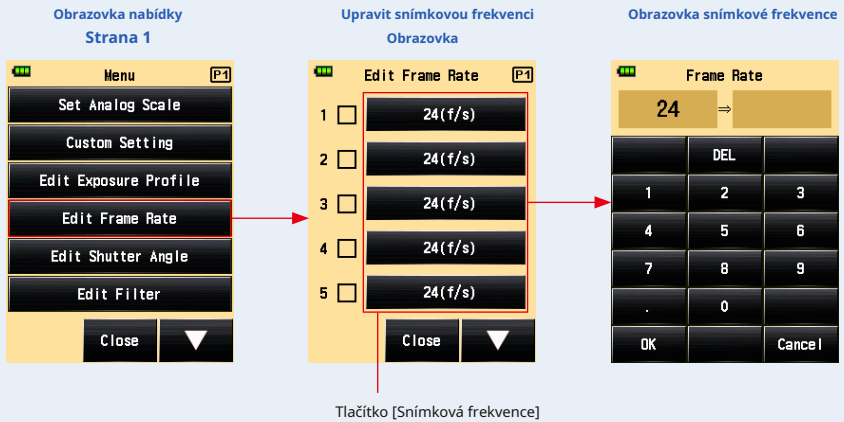 Obrazovka nabídky
Strana 1
Menu
P1
Set Analog Scale
Custom Setting
Edit Exposure Profile
Edit Frame Rate
Edit Shutter Angle
Edit Filter
Close
Upravit snímkovou frekvenci
Obrazovka
Edit Frame Rate
P1
1 24(f/s)
2 24(f/s)
3 24(f/s)
4 24(f/s)
5 24(f/s)
Close
Tlačítko [Snímková frekvence]
Obrazovka snímkové frekvence
Frame Rate
24 ⇒
DEL
1 2 3
4 5 6
7 8 9
. 0
OK Cancel